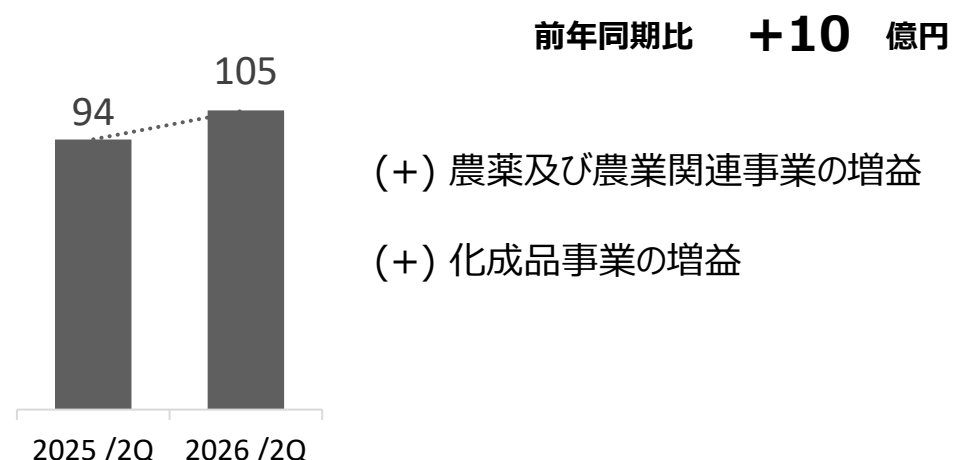 前年同期比 +10 億円
105
94
(+) 農薬及び農業関連事業の増益
(+) 化成品事業の増益
2025 /2Q 2026 /2Q